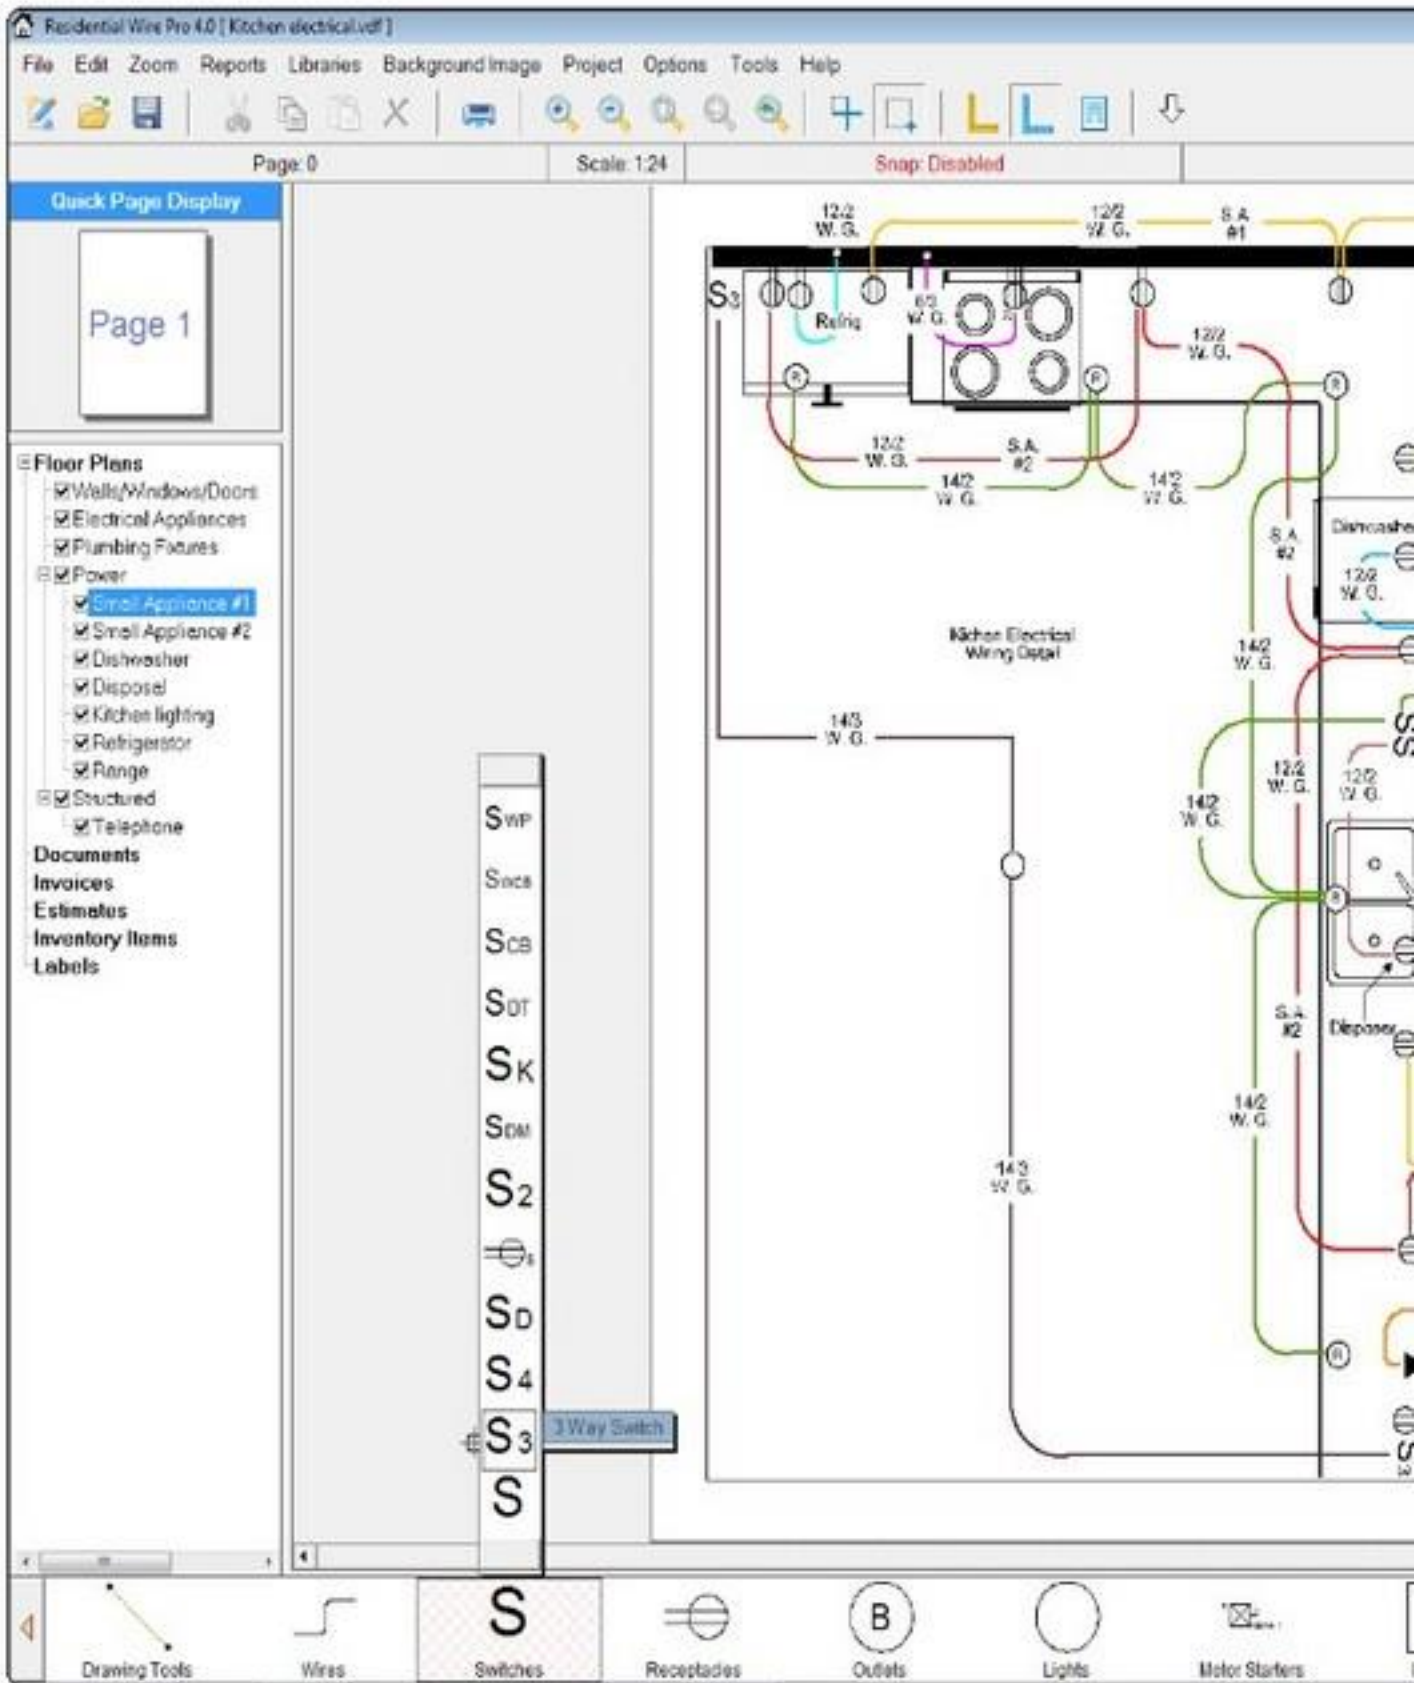 Residential Wire Pro 4.0 [ Kitchen electrical.vdf ]
File Edit Zoom Reports Libraries Background Image Project Options Tools Help
Page: 0 Scale: 1:24 Snap: Disabled
Quick Page Display
Page 1
Floor Plans
Walls/Windows/Doors
Electrical Appliances
Plumbing Fixtures
Power
Small Appliance #1
Small Appliance #2
Dishwasher
Disposal
Kitchen lighting
Refrigerator
Range
Structured
Telephone
Documents
Invoices
Estimates
Inventory Items
Labels
SWP
SCB
SDT
SK
SDM
S2
S
SD
S4
S3
3 Way Switch
S
12/2
W. G.
12/2
W. G.
S.A
#1
S3
Refrig
6/3
W. G.
12/2
W. G.
R
R
R
12/2
W. G.
S.A.
#2
14/2
W. G.
14/2
W. G.
S.A
#2
Dishwasher
12/2
W. G.
Kitchen Electrical
Wiring Detail
14/2
W. G.
14/3
W. G.
SS
12/2
W. G.
12/2
W. G.
14/2
W. G.
R
S.A.
#2
Disposer
14/2
W. G.
14/3
W. G.
R
S3
S
B
Drawing Tools Wires Switches Receptacles Outlets Lights Motor Starters